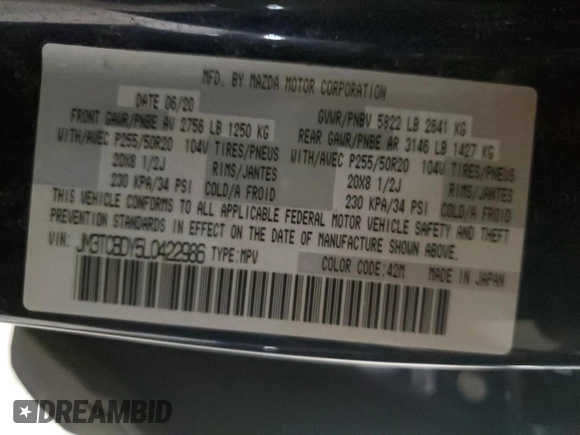 MFD. BY MAZDA MOTOR CORPORATION
DATE 06/20
GVWR/PNBV 5822 LB 2641 KG
FRONT GAWR/PNBE AV 2756 LB 1250 KG
REAR GAWR/PNBE AR 3146 LB 1427 KG
WITH/AVEC P255/50R20 104V TIRES/PNEUS
WITH/AVEC P255/50R20 104V TIRES/PNEUS
20X8 1/2J RIMS/JANTES
20X8 1/2J RIMS/JANTES
230 KPA/34 PSI COLD/A FROID
230 KPA/34 PSI COLD/A FROID
THIS VEHICLE CONFORMS TO ALL APPLICABLE FEDERAL MOTOR VEHICLE SAFETY AND THEFT
PREVENTION STANDARDS IN EFFECT ON THE DATE OF MANUFACTURE SHOWN ABOVE.
VIN: JM3TCBDY5L0422986 TYPE:MPV
COLOR CODE:42M MADE IN JAPAN
DREAMBID